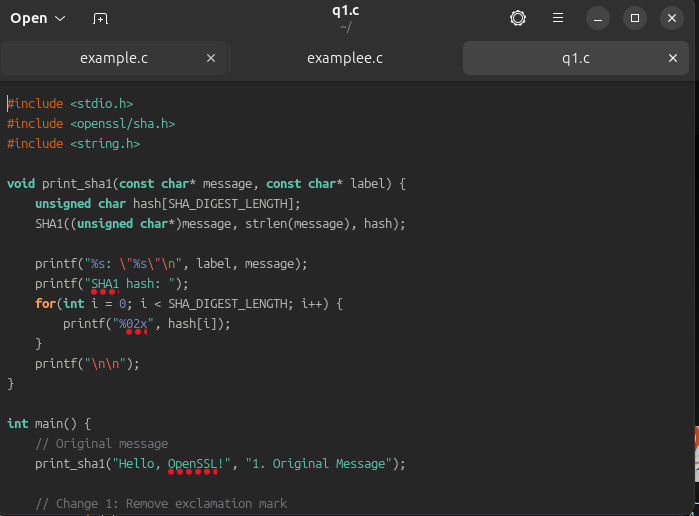 Open
q1.c
~/
example.c
examplee.c
q1.c
#include <stdio.h>
#include <openssl/sha.h>
#include <string.h>
void print_sha1(const char* message, const char* label) {
    unsigned char hash[SHA_DIGEST_LENGTH];
    SHA1((unsigned char*)message, strlen(message), hash);
    printf("%s: \"%s\"\n", label, message);
    printf("SHA1 hash: ");
    for(int i = 0; i < SHA_DIGEST_LENGTH; i++) {
        printf("%02x", hash[i]);
    }
    printf("\n\n");
}
int main() {
    // Original message
    print_sha1("Hello, OpenSSL!", "1. Original Message");
    // Change 1: Remove exclamation mark